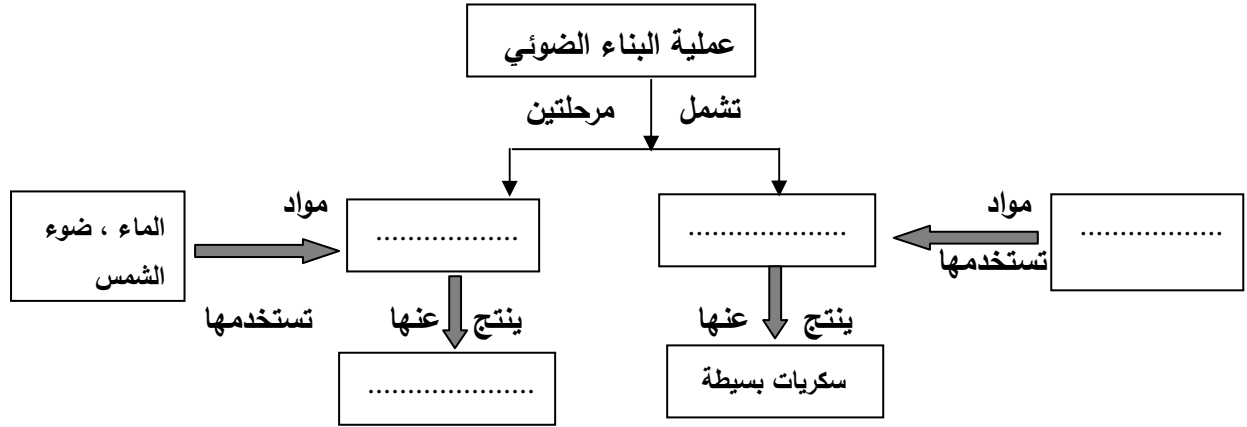 عملية البناء الضوئي
تشمل مرحلتين
مواد
....................
..................
مواد
..................
الماء ، ضوء
الشمس
تستخدمها
تستخدمها
ينتج عنها
ينتج عنها
سكريات بسيطة
.....................